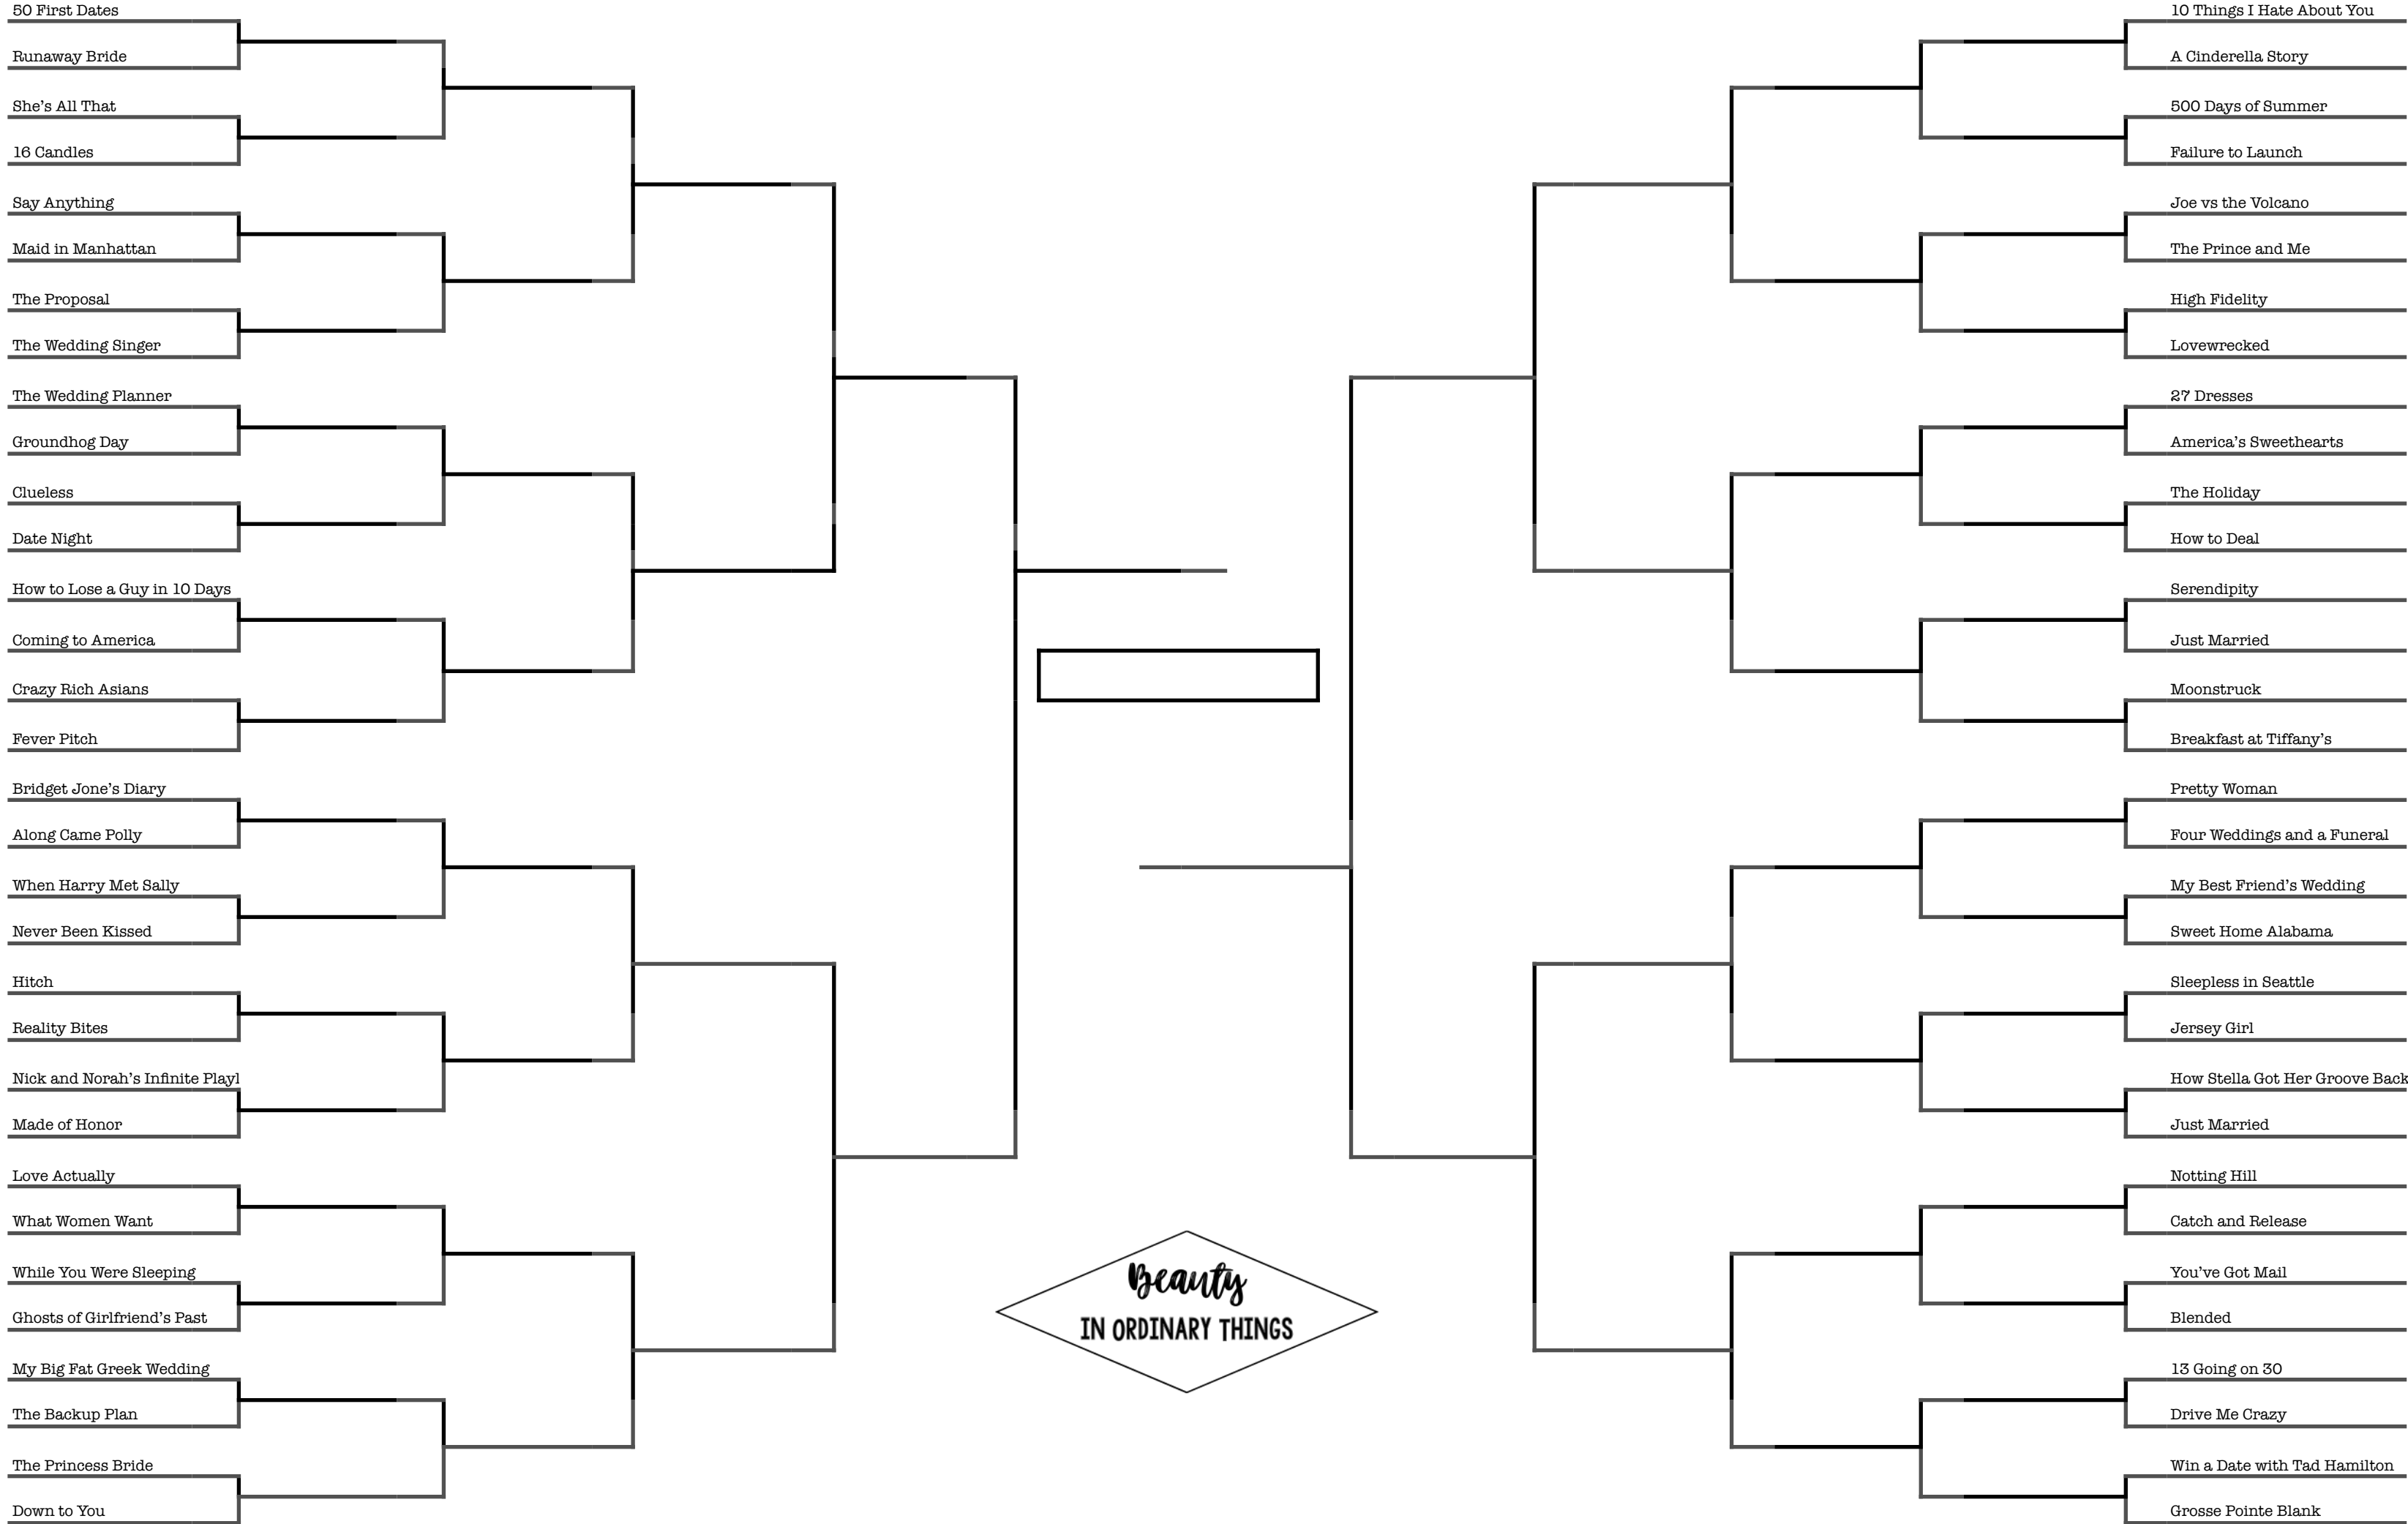 50 First Dates
Runaway Bride
She's All That
16 Candles
Say Anything
Maid in Manhattan
The Proposal
The Wedding Singer
The Wedding Planner
Groundhog Day
Clueless
Date Night
How to Lose a Guy in 10 Days
Coming to America
Crazy Rich Asians
Fever Pitch
Bridget Jone's Diary
Along Came Polly
When Harry Met Sally
Never Been Kissed
Hitch
Reality Bites
Nick and Norah's Infinite Playl
Made of Honor
Love Actually
What Women Want
While You Were Sleeping
Ghosts of Girlfriend's Past
My Big Fat Greek Wedding
The Backup Plan
The Princess Bride
Down to You
Beauty
IN ORDINARY THINGS
10 Things I Hate About You
A Cinderella Story
500 Days of Summer
Failure to Launch
Joe vs the Volcano
The Prince and Me
High Fidelity
Lovewrecked
27 Dresses
America's Sweethearts
The Holiday
How to Deal
Serendipity
Just Married
Moonstruck
Breakfast at Tiffany's
Pretty Woman
Four Weddings and a Funeral
My Best Friend's Wedding
Sweet Home Alabama
Sleepless in Seattle
Jersey Girl
How Stella Got Her Groove Back
Just Married
Notting Hill
Catch and Release
You've Got Mail
Blended
13 Going on 30
Drive Me Crazy
Win a Date with Tad Hamilton
Grosse Pointe Blank